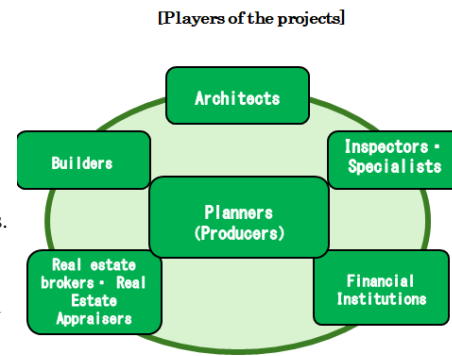 [Players of the projects]
Architects
Builders
Inspectors・
Specialists
Planners
(Producers)
s.
Real estate
brokers・ Real
Estate
Appraisers
Financial
Institutions